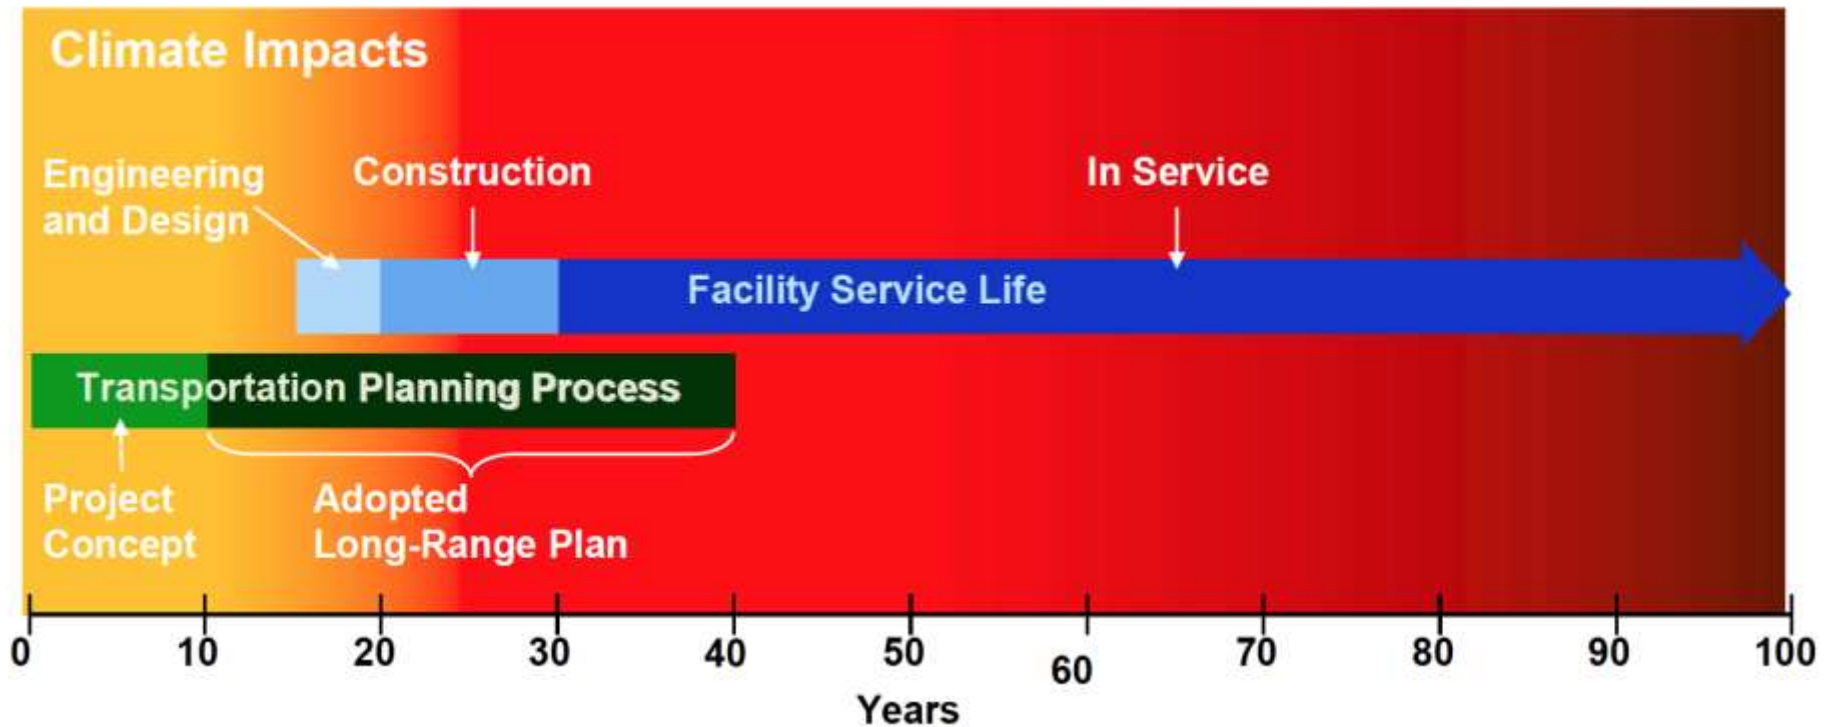 Climate Impacts
Engineering
and Design
Construction
In Service
Facility Service Life
Transportation Planning Process
Project
Concept
Adopted
Long-Range Plan
0 10 20 30 40 50 60 70 80 90 100
Years